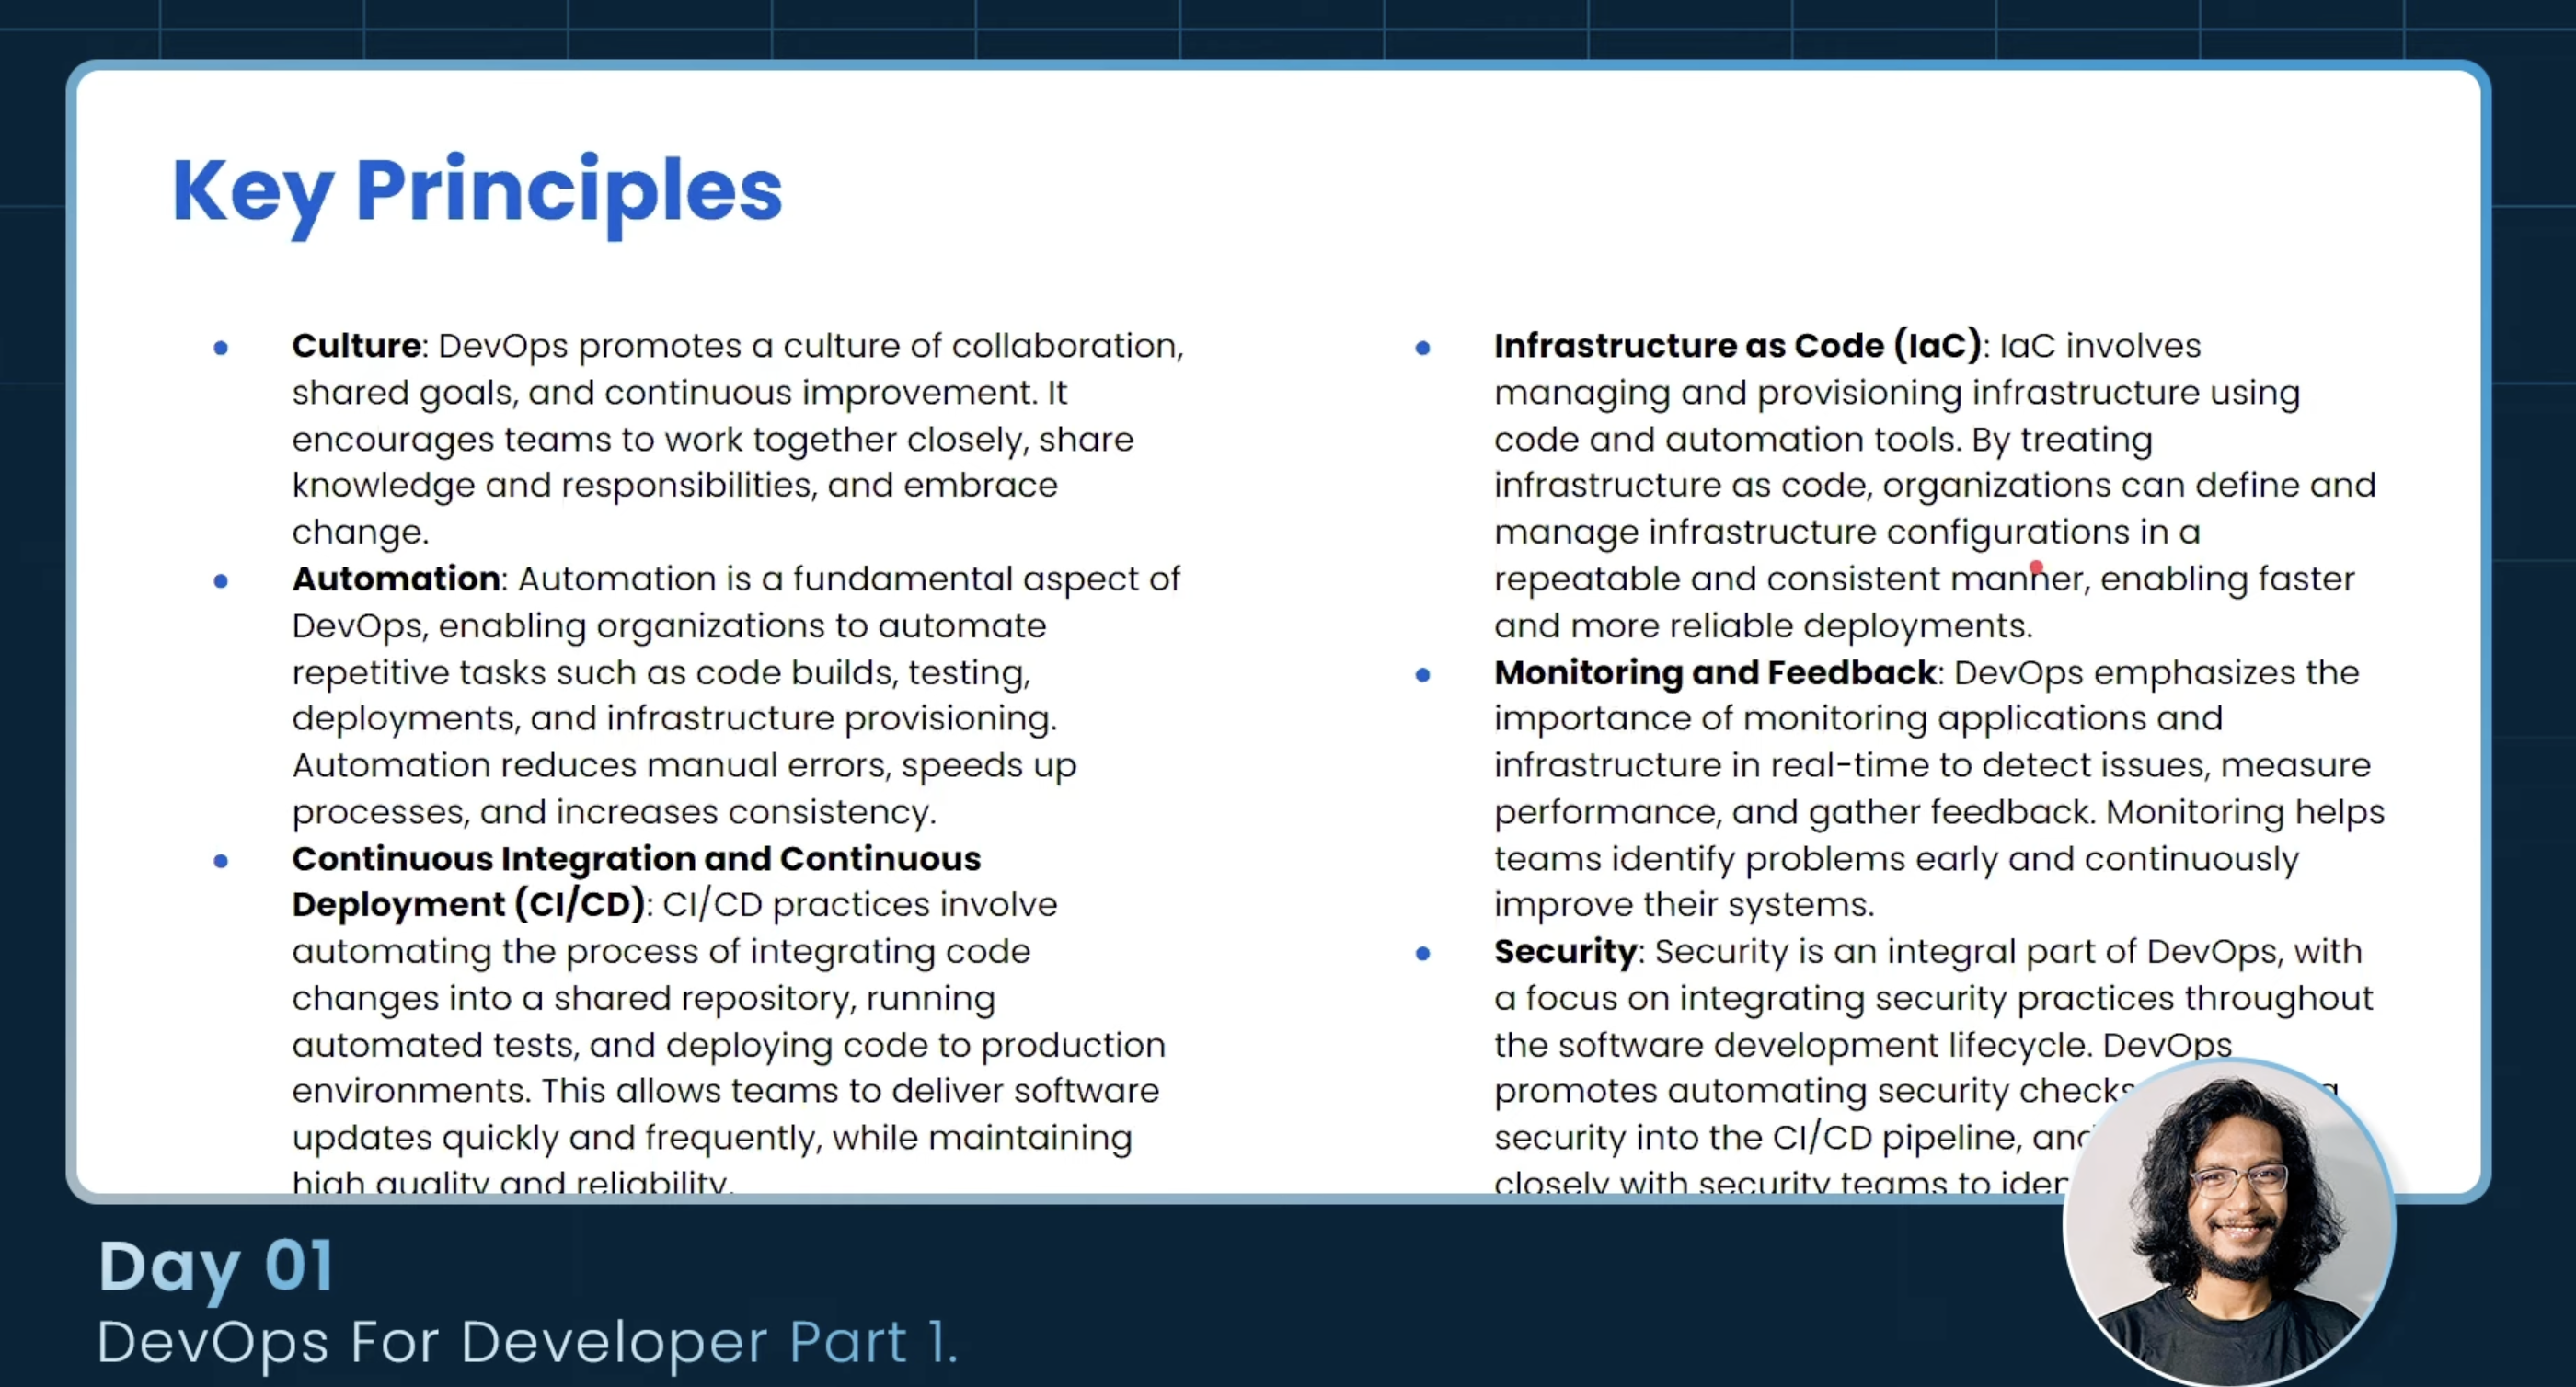 Key Principles
Culture: DevOps promotes a culture of collaboration,
shared goals, and continuous improvement. It
encourages teams to work together closely, share
knowledge and responsibilities, and embrace
change.
Automation: Automation is a fundamental aspect of
DevOps, enabling organizations to automate
repetitive tasks such as code builds, testing,
deployments, and infrastructure provisioning.
Automation reduces manual errors, speeds up
processes, and increases consistency.
Continuous Integration and Continuous
Deployment (CI/CD): CI/CD practices involve
automating the process of integrating code
changes into a shared repository, running
automated tests, and deploying code to production
environments. This allows teams to deliver software
updates quickly and frequently, while maintaining
high quality and reliability.
Infrastructure as Code (IaC): IaC involves
managing and provisioning infrastructure using
code and automation tools. By treating
infrastructure as code, organizations can define and
manage infrastructure configurations in a
repeatable and consistent manner, enabling faster
and more reliable deployments.
Monitoring and Feedback: DevOps emphasizes the
importance of monitoring applications and
infrastructure in real-time to detect issues, measure
performance, and gather feedback. Monitoring helps
teams identify problems early and continuously
improve their systems.
Security: Security is an integral part of DevOps, with
a focus on integrating security practices throughout
the software development lifecycle. DevOps
promotes automating security checks
security into the CI/CD pipeline, and
closely with security teams to
Day 01
DevOps For Developer Part 1.